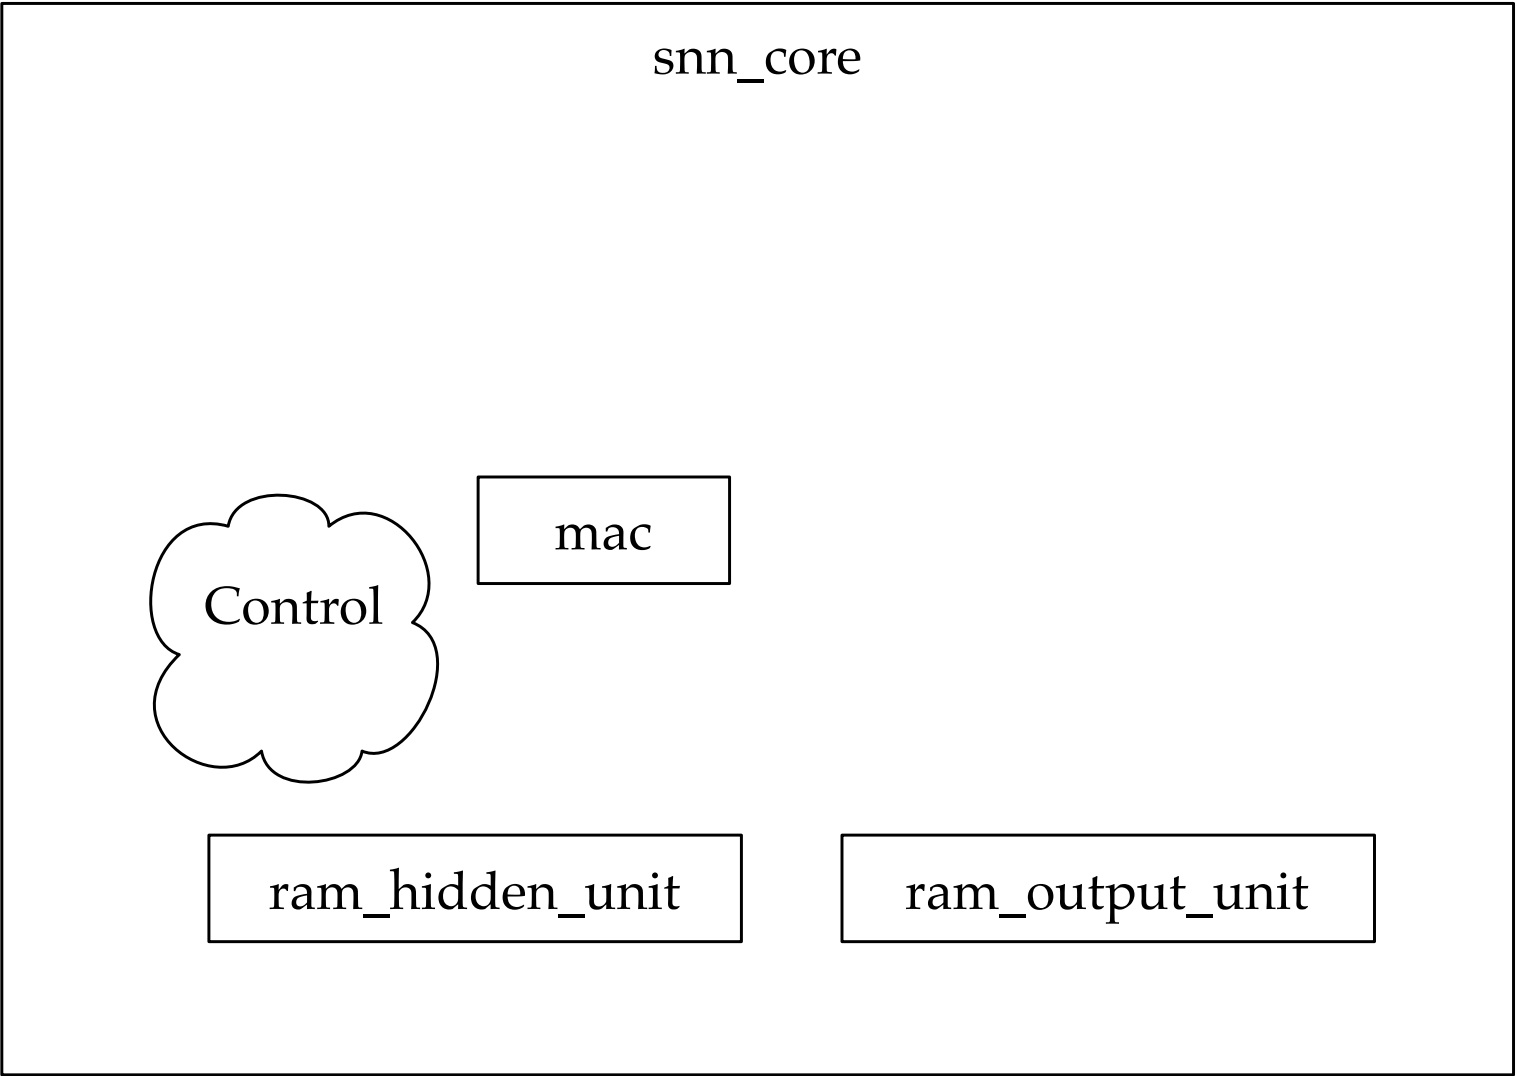 snn_core
mac
Control
ram_hidden_unit
ram_output_unit